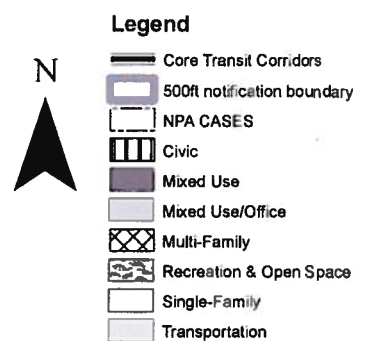 Legend
N
Core Transit Corridors
500ft notification boundary
NPA CASES
Civic
Mixed Use
Mixed Use/Office
Multi-Family
Recreation & Open Space
Single-Family
Transportation